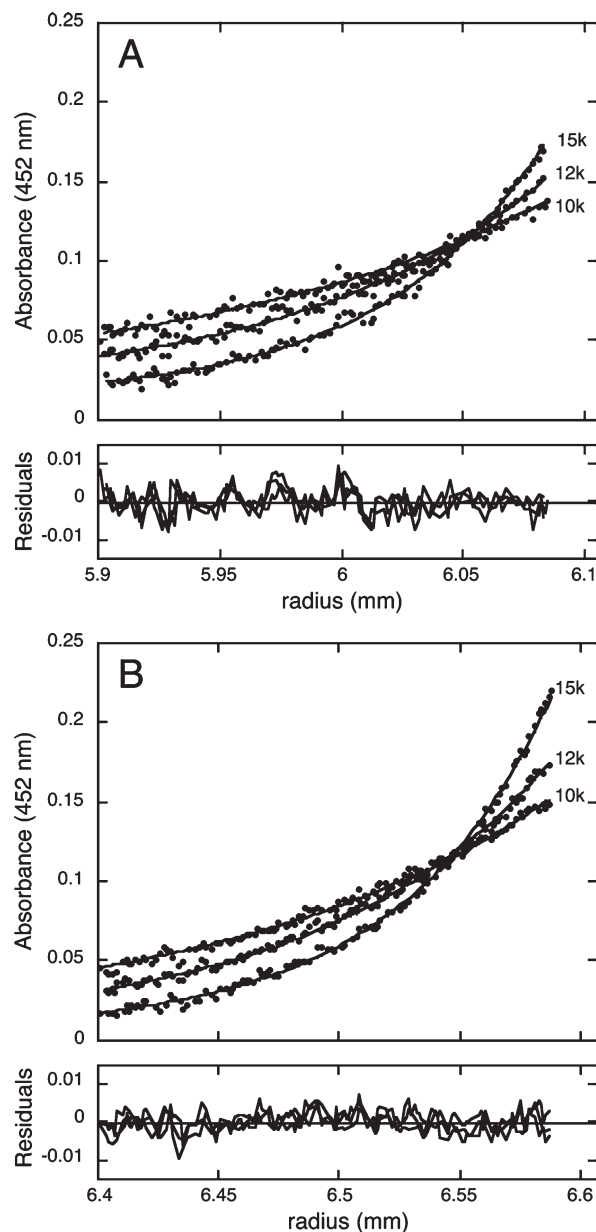 A
0.25
0.2
0.15
0.1
0.05
0
Absorbance (452 nm)
15k
12k
10k
0.01
0
-0.01
Residuals
5.9
5.95
6
6.05
6.1
radius (mm)
B
0.25
0.2
0.15
0.1
0.05
0
Absorbance (452 nm)
15k
12k
10k
0.01
0
-0.01
Residuals
6.4
6.45
6.5
6.55
6.6
radius (mm)